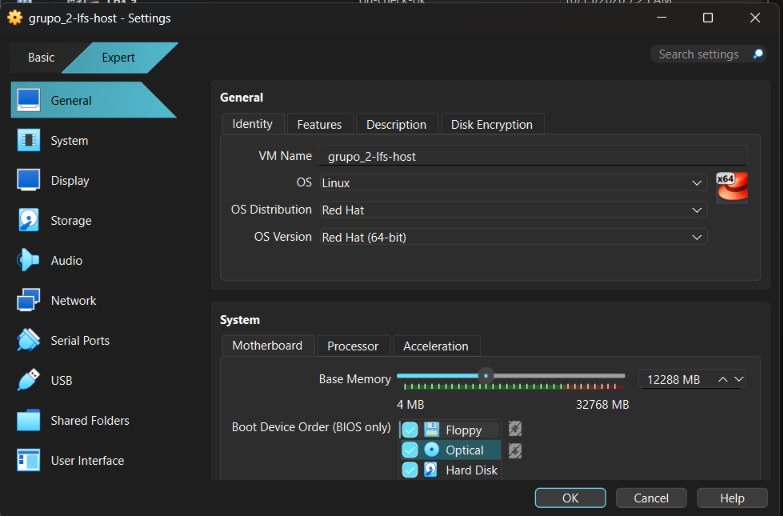 grupo_2-lfs-host - Settings
Basic
Expert
Search settings
General
System
Display
Storage
Audio
Network
Serial Ports
USB
Shared Folders
User Interface
General
Identity
Features
Description
Disk Encryption
VM Name grupo_2-lfs-host
OS Linux
x64
OS Distribution Red Hat
OS Version Red Hat (64-bit)
System
Motherboard
Processor
Acceleration
Base Memory 12288 MB
4 MB 32768 MB
Boot Device Order (BIOS only)
Floppy
Optical
Hard Disk
OK
Cancel
Help